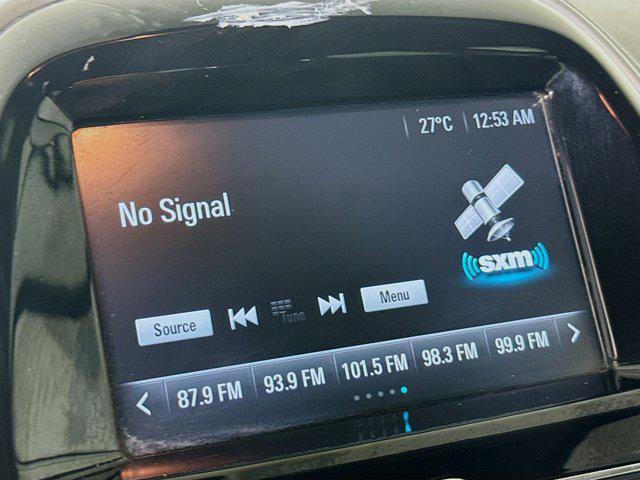 27°C 12:53 AM
No Signal
sxm
Source Tune Menu
87.9 FM 93.9 FM 101.5 FM 98.3 FM 99.9 FM